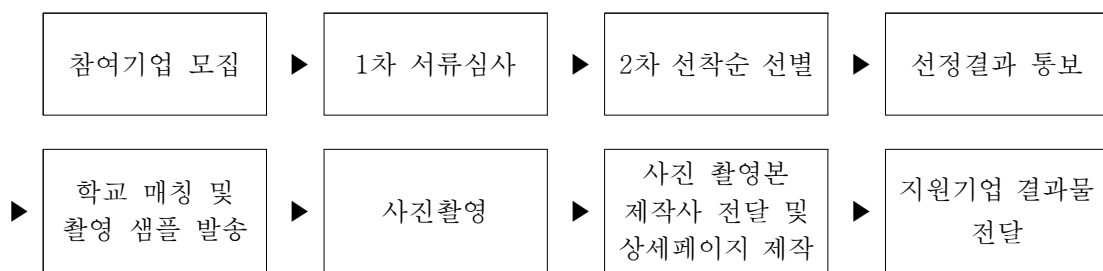 참여기업 모집 ▶ 1차 서류심사 ▶ 2차 선착순 선별 ▶ 선정결과 통보
▶ 학교 매칭 및
촬영 샘플 발송
▶ 사진촬영
▶ 사진 촬영본
제작사 전달 및
상세페이지 제작
▶ 지원기업 결과물
전달